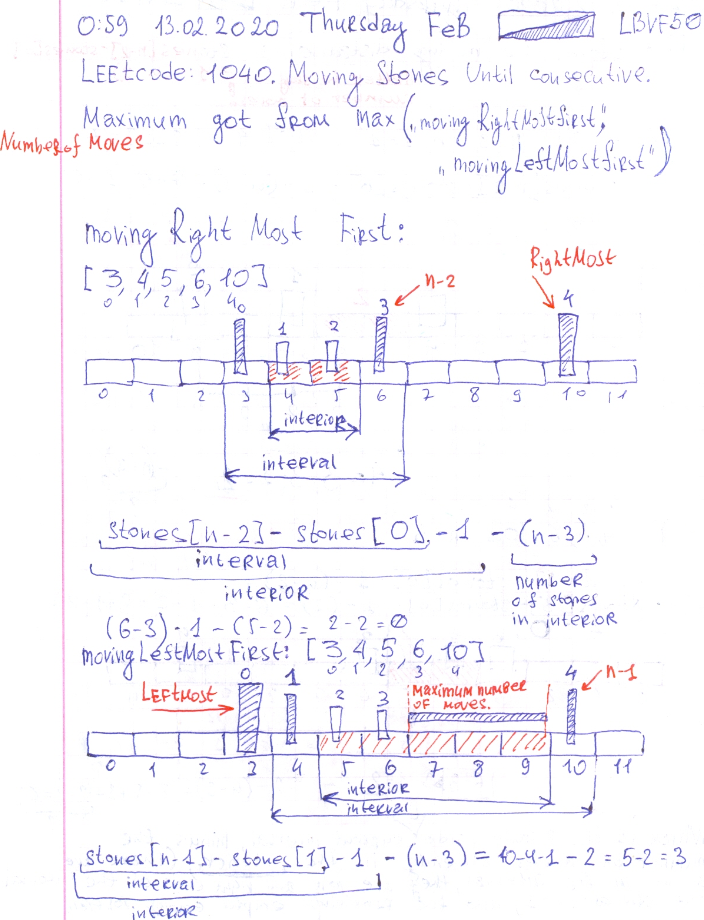 0:59 13.02.2020 Thursday FeB LBVF50
LEEtcode: 1040. Moving Stones Until consecutive.
Maximum got from max („moving RightMostfirst",
Number of Moves
„movingLeftMostfirst")
moving Right Most First:
[3, 4, 5, 6, 10]
0 1 2 3 4
RightMost
n-2
0 1 2 3 4
0 1 2 3 4 5 6 7 8 9 10 11
interior
interval
stones[n-2] - stones[0] - 1 - (n-3)
interval
interior
number
of stones
in interior
(6-3) - 1 - (5-2) = 2-2=0
movingLeftMostFirst: [3, 4, 5, 6, 10]
0 1 2 3 4
LEFtmost
0 1 2 3 4
Maximum number
of moves.
n-1
0 1 2 3 4 5 6 7 8 9 10 11
interior
interval
stones[n-1] - stones[1] - 1 - (n-3) = 10-4-1-2 = 5-2=3
interval
interior